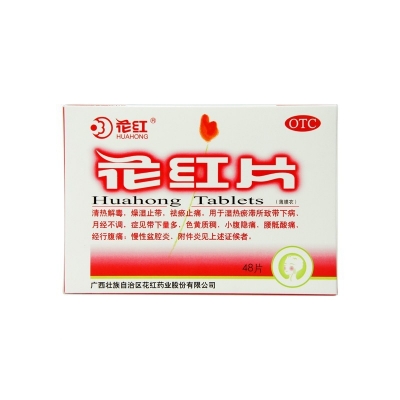 花红®
HUAHONG
OTC
花红片
Huahong Tablets（薄膜衣）
清热解毒，燥湿止带，祛瘀止痛，用于湿热瘀滞所致带下病，
月经不调，症见带下量多，色黄质稠，小腹隐痛，腰骶酸痛，
经行腹痛，慢性盆腔炎，附件炎见上述证候者。
48片
广西壮族自治区花红药业股份有限公司